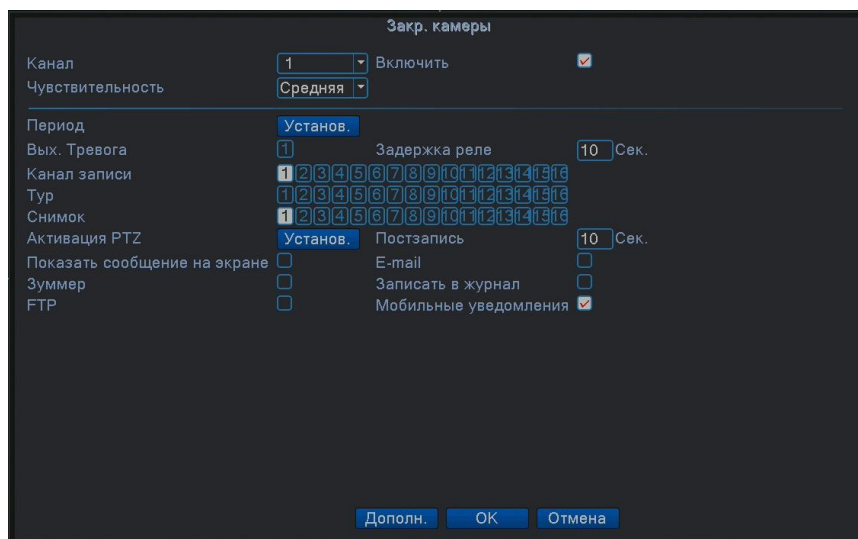 Закр. камеры
Канал 1 Включить
Чувствительность Средняя
Период Установ.
Вых. Тревога 1 Задержка реле 10 Сек.
Канал записи 1 2 3 4 5 6 7 8 9 10 11 12 13 14 15 16
Тур 1 2 3 4 5 6 7 8 9 10 11 12 13 14 15 16
Снимок 1 2 3 4 5 6 7 8 9 10 11 12 13 14 15 16
Активация PTZ Установ. Постзапись 10 Сек.
Показать сообщение на экране E-mail
Зуммер Записать в журнал
FTP Мобильные уведомления
Дополн. OK Отмена